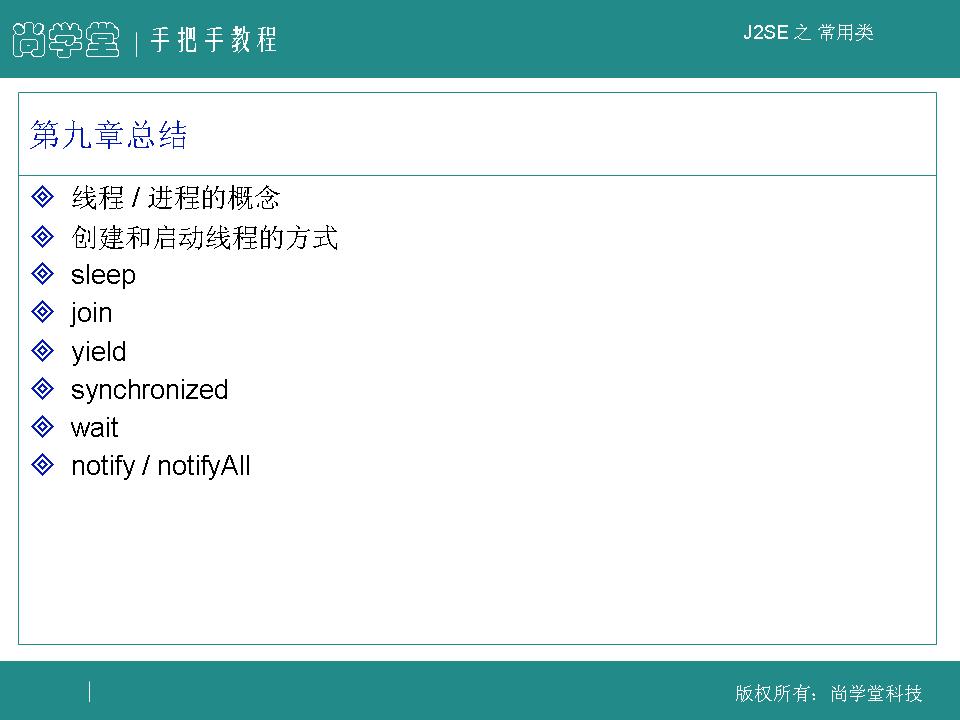 尚学堂 | 手把手教程
J2SE 之 常用类
第九章总结
线程 / 进程的概念
创建和启动线程的方式
sleep
join
yield
synchronized
wait
notify / notifyAll
版权所有：尚学堂科技